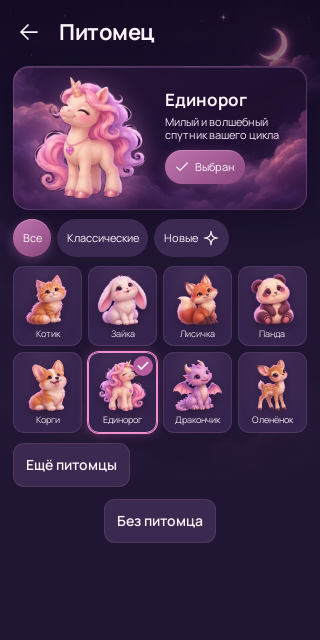 Питомец
Единорог
Милый и волшебный
спутник вашего цикла
Выбран
Все
Классические
Новые
Котик
Зайка
Лисичка
Панда
Корги
Единорог
Дракончик
Оленёнок
Ещё питомцы
Без питомца